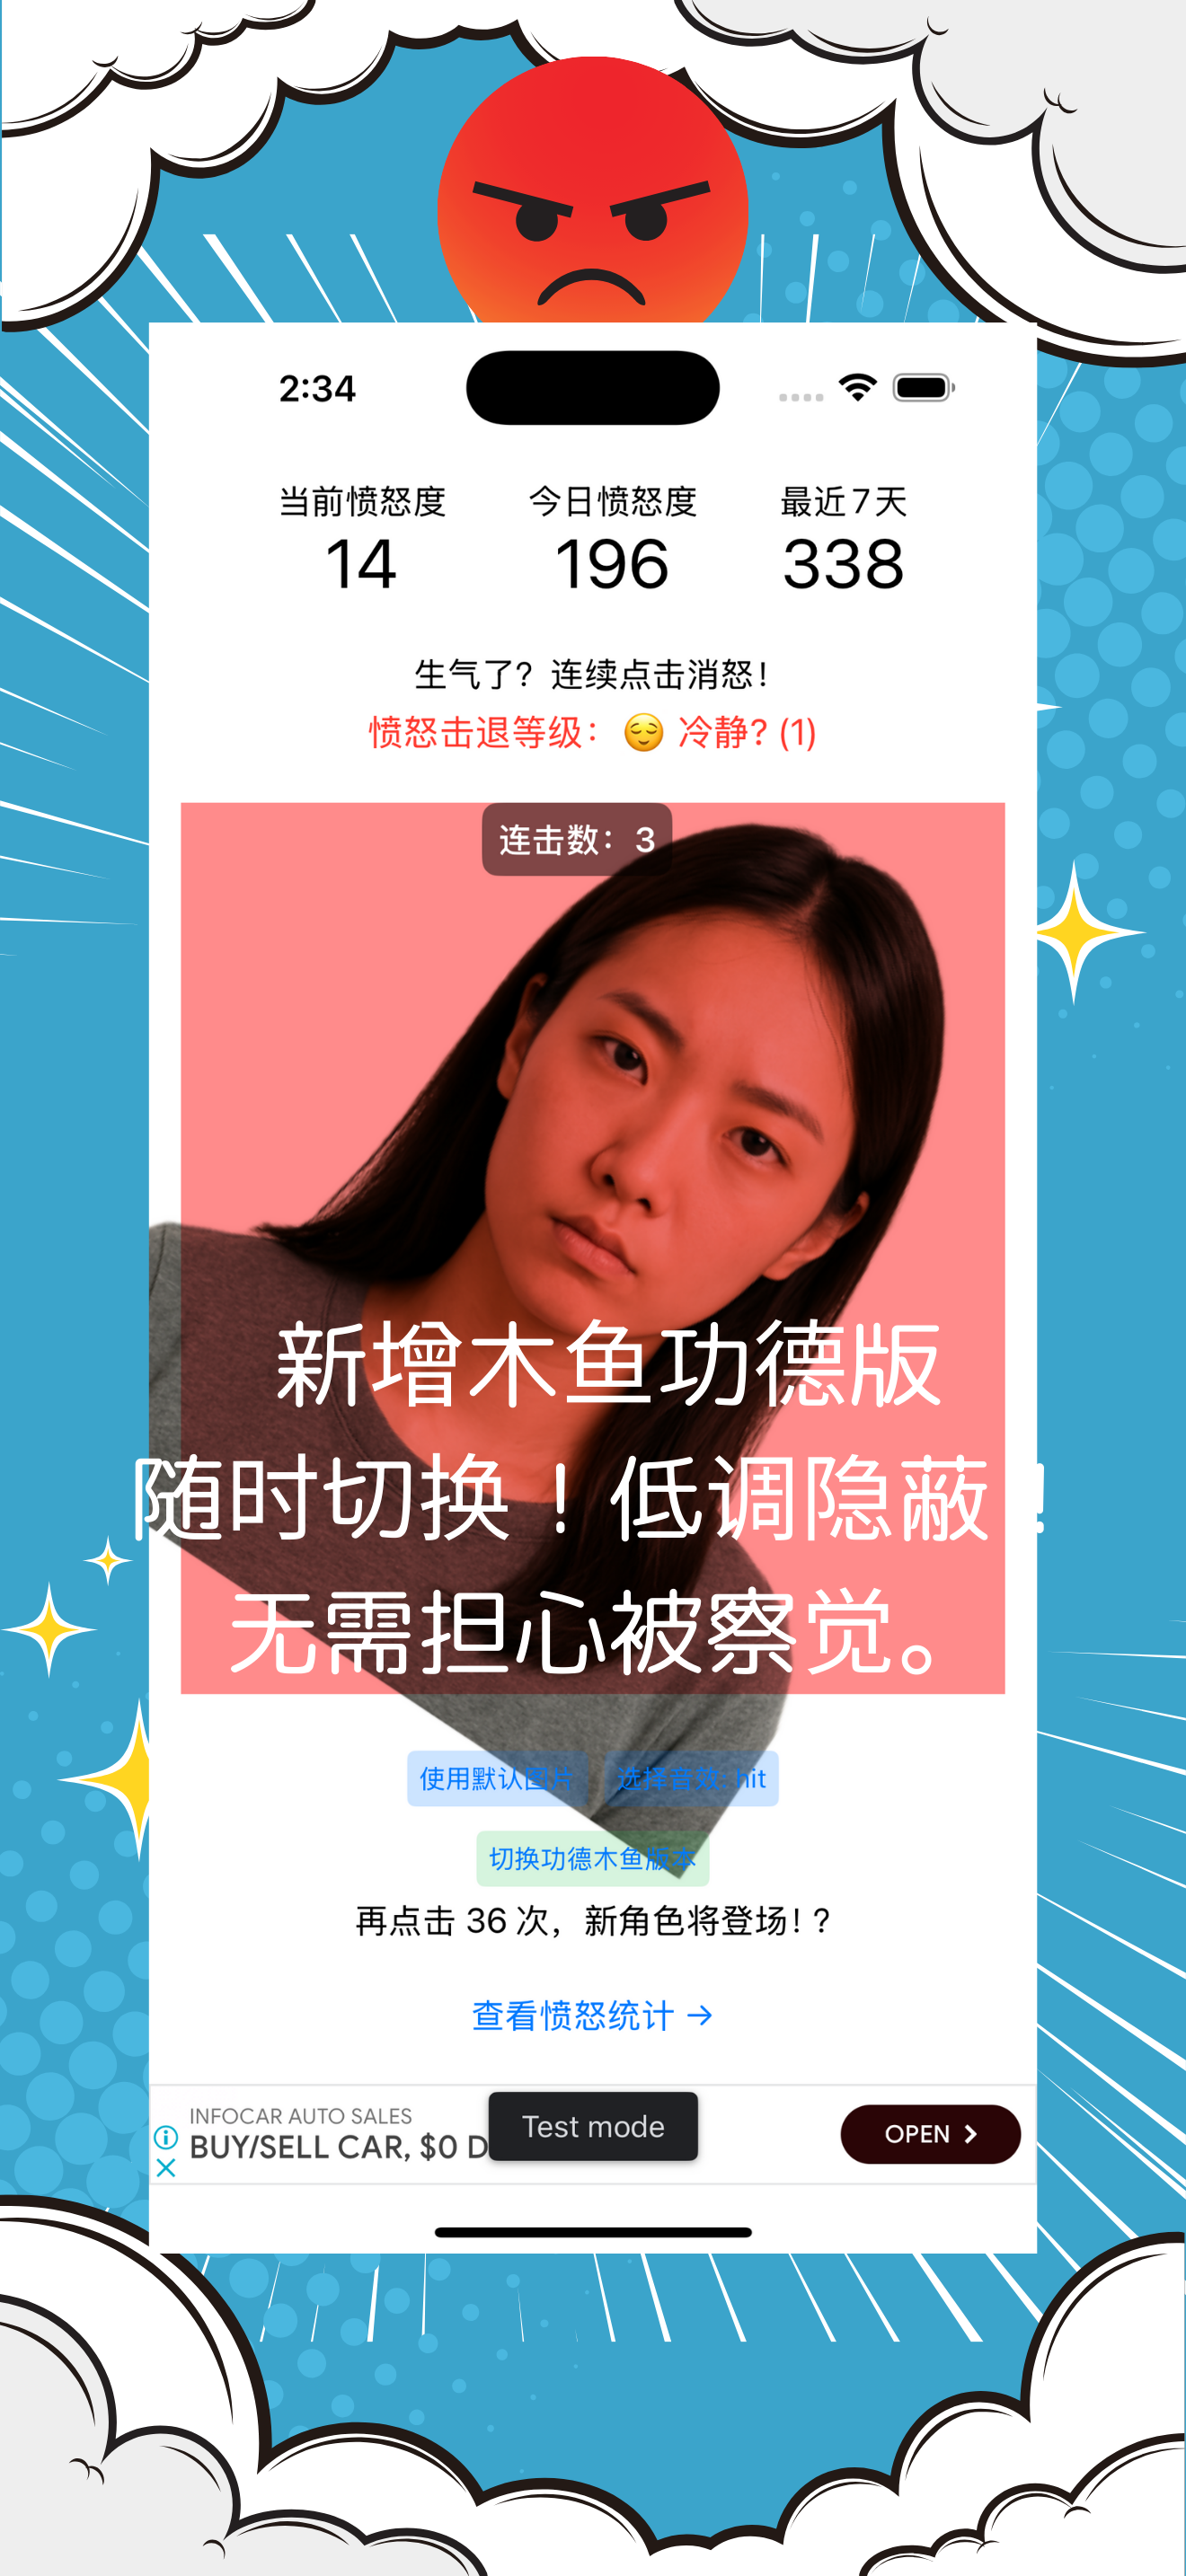 2:34
当前愤怒度 今日愤怒度 最近7天
14 196 338
生气了？连续点击消怒！
愤怒击退等级：😌 冷静? (1)
连击数：3
新增木鱼功德版
随时切换！低调隐蔽！
无需担心被察觉。
使用默认图片 选择音效: hit
切换功德木鱼版本
再点击 36 次，新角色将登场！?
查看愤怒统计 →
INFOCAR AUTO SALES
BUY/SELL CAR, $0 D
Test mode
OPEN